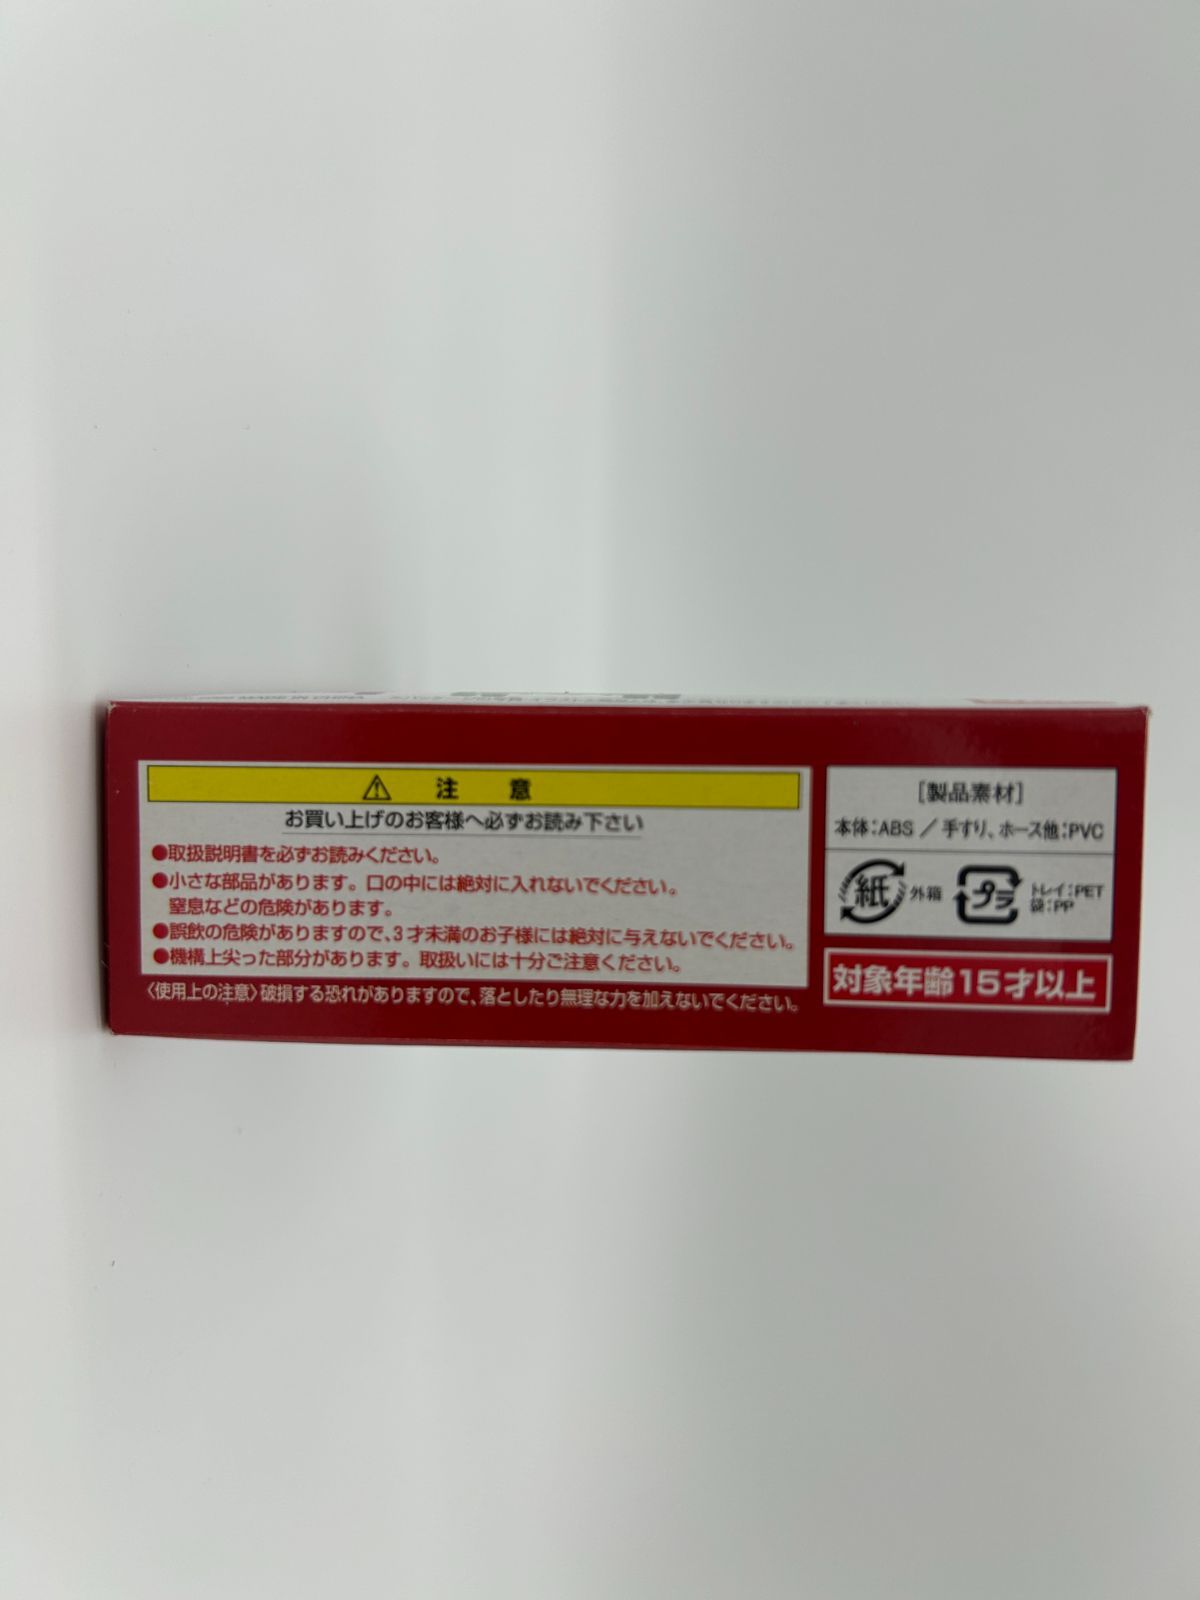 MADE IN CHINA
⚠ 注 意
お買い上げのお客様へ必ずお読み下さい
●取扱説明書を必ずお読みください。
●小さな部品があります。口の中には絶対に入れないでください。
窒息などの危険があります。
●誤飲の危険がありますので、3才未満のお子様には絶対に与えないでください。
●機構上尖った部分があります。取扱いには十分ご注意ください。
〈使用上の注意〉破損する恐れがありますので、落としたり無理な力を加えないでください。
［製品素材］
本体：ABS ／ 手すり、ホース他：PVC
紙 外箱
プラ トレイ：PET
袋：PP
対象年齢15才以上